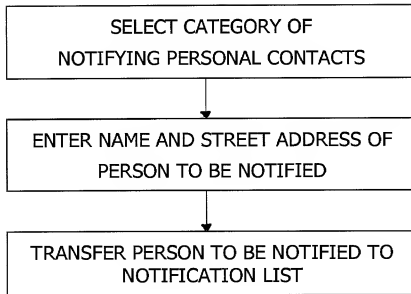 SELECT CATEGORY OF
NOTIFYING PERSONAL CONTACTS
ENTER NAME AND STREET ADDRESS OF
PERSON TO BE NOTIFIED
TRANSFER PERSON TO BE NOTIFIED TO
NOTIFICATION LIST